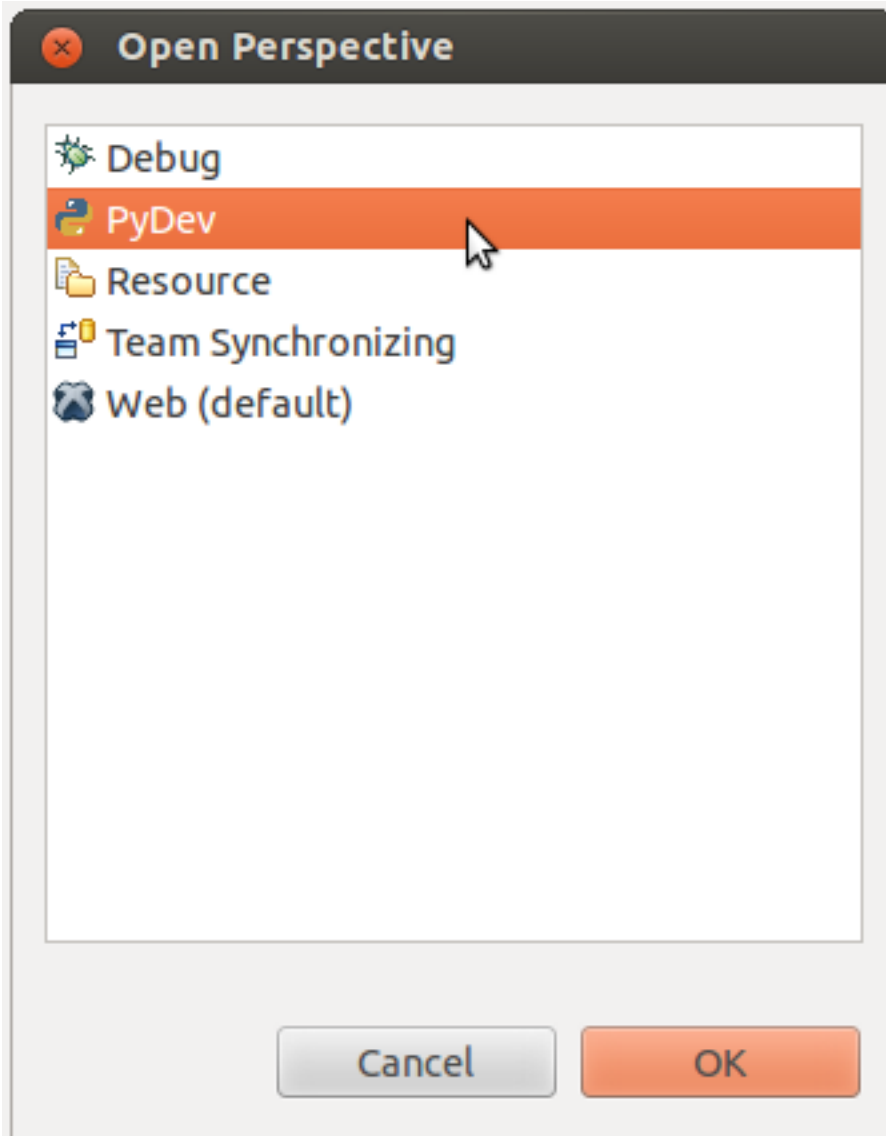 Open Perspective
Debug
PyDev
Resource
Team Synchronizing
Web (default)
Cancel OK